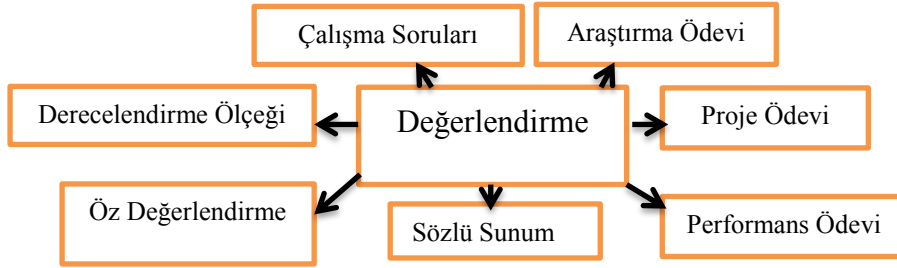 Çalışma Soruları
Araştırma Ödevi
Derecelendirme Ölçeği
Değerlendirme
Proje Ödevi
Öz Değerlendirme
Sözlü Sunum
Performans Ödevi